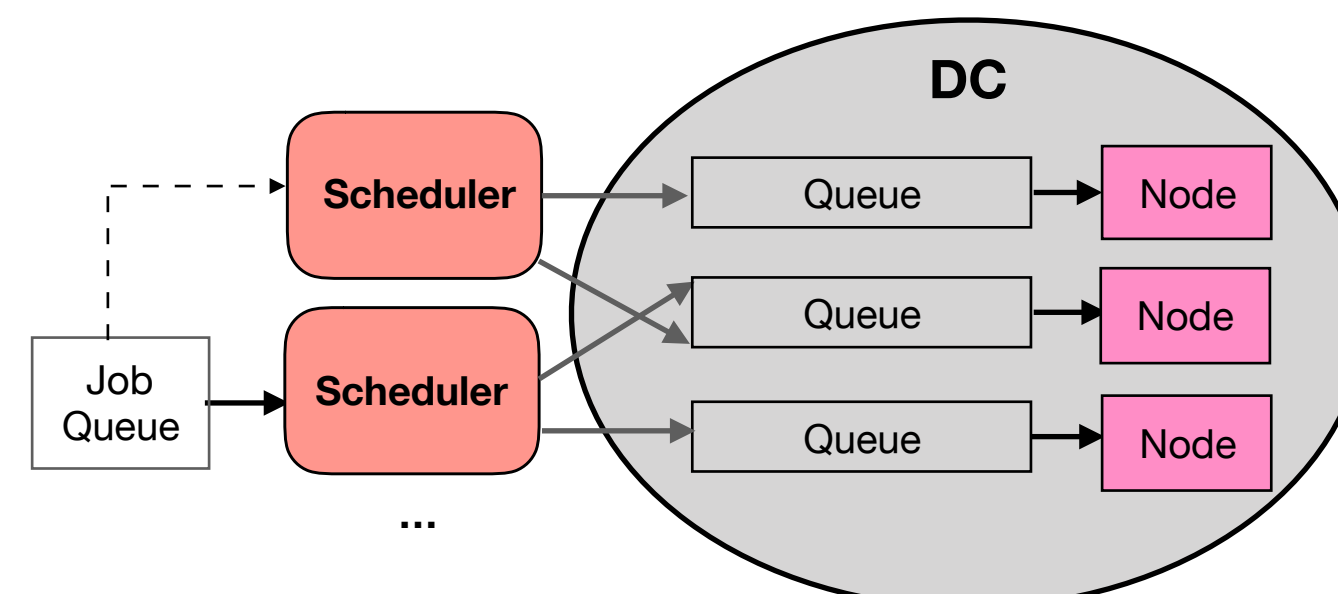 DC
Scheduler
Queue
Node
Scheduler
Queue
Node
Job
Queue
Queue
Node
...